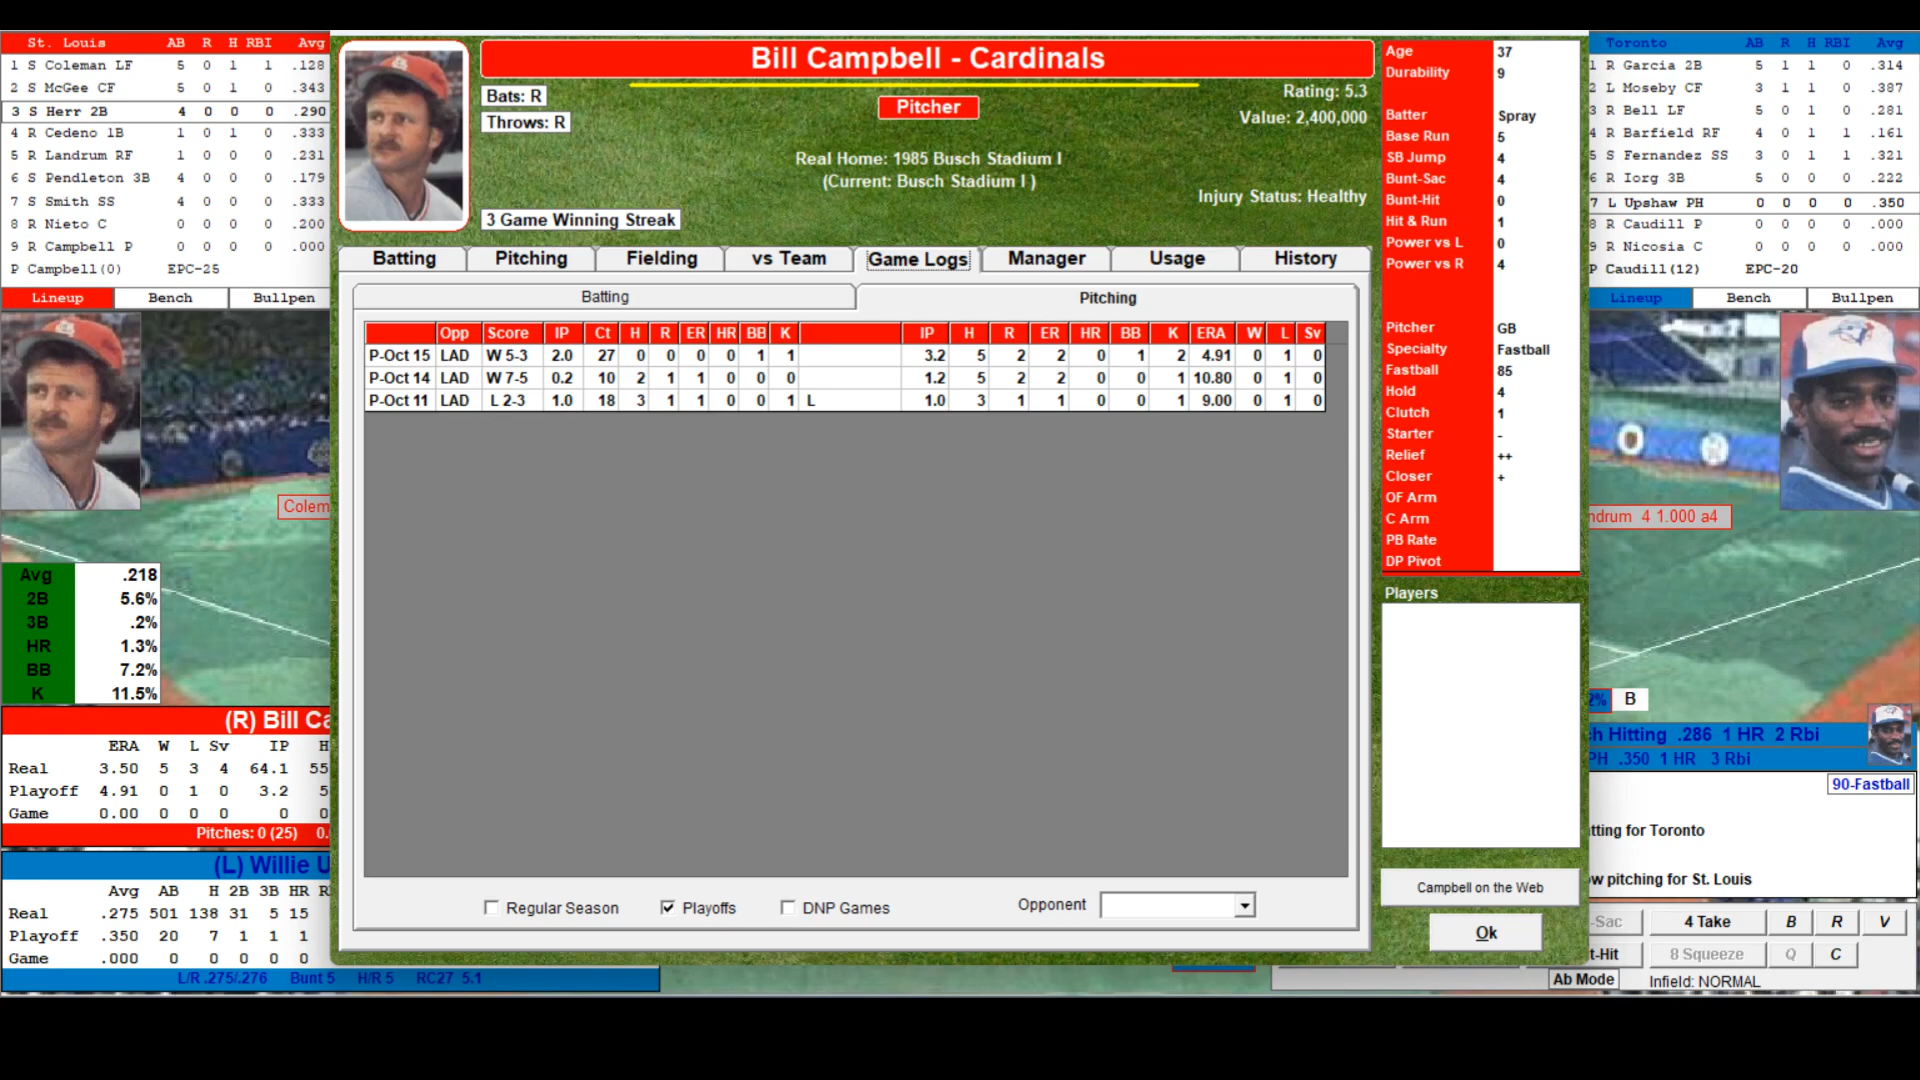 St. Louis AB R H RBI Avg
1 S Coleman LF 5 0 1 1 .128
2 S McGee CF 5 0 1 0 .343
3 S Herr 2B 4 0 0 0 .290
4 R Cedeno 1B 1 0 1 0 .333
5 R Landrum RF 1 0 0 0 .231
6 S Pendleton 3B 4 0 0 0 .179
7 S Smith SS 4 0 0 0 .333
8 R Nieto C 0 0 0 0 .200
9 R Campbell P 0 0 0 0 .000
P Campbell(0) EPC-25
Lineup Bench Bullpen
Colem
Avg .218
2B 5.6%
3B .2%
HR 1.3%
BB 7.2%
K 11.5%
(R) Bill Ca
ERA W L Sv IP H
Real 3.50 5 3 4 64.1 55
Playoff 4.91 0 1 0 3.2 5
Game 0.00 0 0 0 0 0
Pitches: 0 (25) 0.
(L) Willie U
Avg AB H 2B 3B HR R
Real .275 501 138 31 5 15
Playoff .350 20 7 1 1 1
Game .000 0 0 0 0 0
L/R .275/.276 Bunt 5 H/R 5 RC27 5.1
Bill Campbell - Cardinals
Bats: R
Throws: R
Pitcher
Rating: 5.3
Value: 2,400,000
Real Home: 1985 Busch Stadium I
(Current: Busch Stadium I )
Injury Status: Healthy
3 Game Winning Streak
Batting Pitching Fielding vs Team Game Logs Manager Usage History
Batting Pitching
Opp Score IP Ct H R ER HR BB K IP H R ER HR BB K ERA W L Sv
P-Oct 15 LAD W 5-3 2.0 27 0 0 0 0 1 1 3.2 5 2 2 0 1 2 4.91 0 1 0
P-Oct 14 LAD W 7-5 0.2 10 2 1 1 0 0 0 1.2 5 2 2 0 0 1 10.80 0 1 0
P-Oct 11 LAD L 2-3 1.0 18 3 1 1 0 0 1 L 1.0 3 1 1 0 0 1 9.00 0 1 0
Regular Season Playoffs DNP Games Opponent
Age 37
Durability 9
Batter Spray
Base Run 5
SB Jump 4
Bunt-Sac 4
Bunt-Hit 0
Hit & Run 1
Power vs L 0
Power vs R 4
Pitcher GB
Specialty Fastball
Fastball 85
Hold 4
Clutch 1
Starter -
Relief ++
Closer +
OF Arm
C Arm
PB Rate
DP Pivot
Players
Campbell on the Web
Ok
Toronto AB R H RBI Avg
1 R Garcia 2B 5 1 1 0 .314
2 L Moseby CF 3 1 1 0 .387
3 R Bell LF 5 0 1 0 .281
4 R Barfield RF 4 0 1 1 .161
5 S Fernandez SS 3 0 1 1 .321
6 R Iorg 3B 5 0 0 0 .222
7 L Upshaw PH 0 0 0 0 .350
8 R Caudill P 0 0 0 0 .000
9 R Nicosia C 0 0 0 0 .000
P Caudill(12) EPC-20
Lineup Bench Bullpen
ndrum 4 1.000 a4
2% B
ch Hitting .286 1 HR 2 Rbi
PH .350 1 HR 3 Rbi
90-Fastball
tting for Toronto
ow pitching for St. Louis
-Sac 4 Take B R V
t-Hit 8 Squeeze Q C
Ab Mode Infield: NORMAL